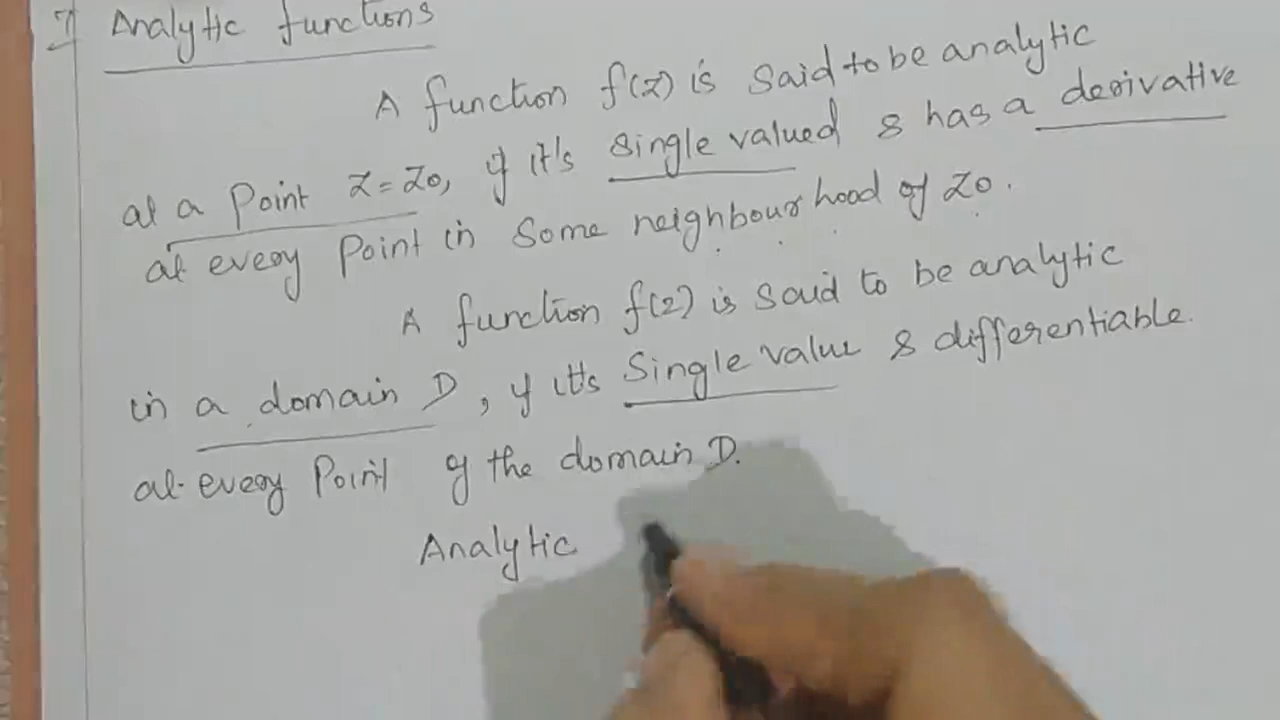 7 Analytic functions
A function f(z) is said to be analytic
at a point z = z0, if it's single valued & has a derivative
at every point in some neighbourhood of z0.
A function f(z) is said to be analytic
in a domain D, if it's single value & differentiable.
at every point of the domain D.
Analytic